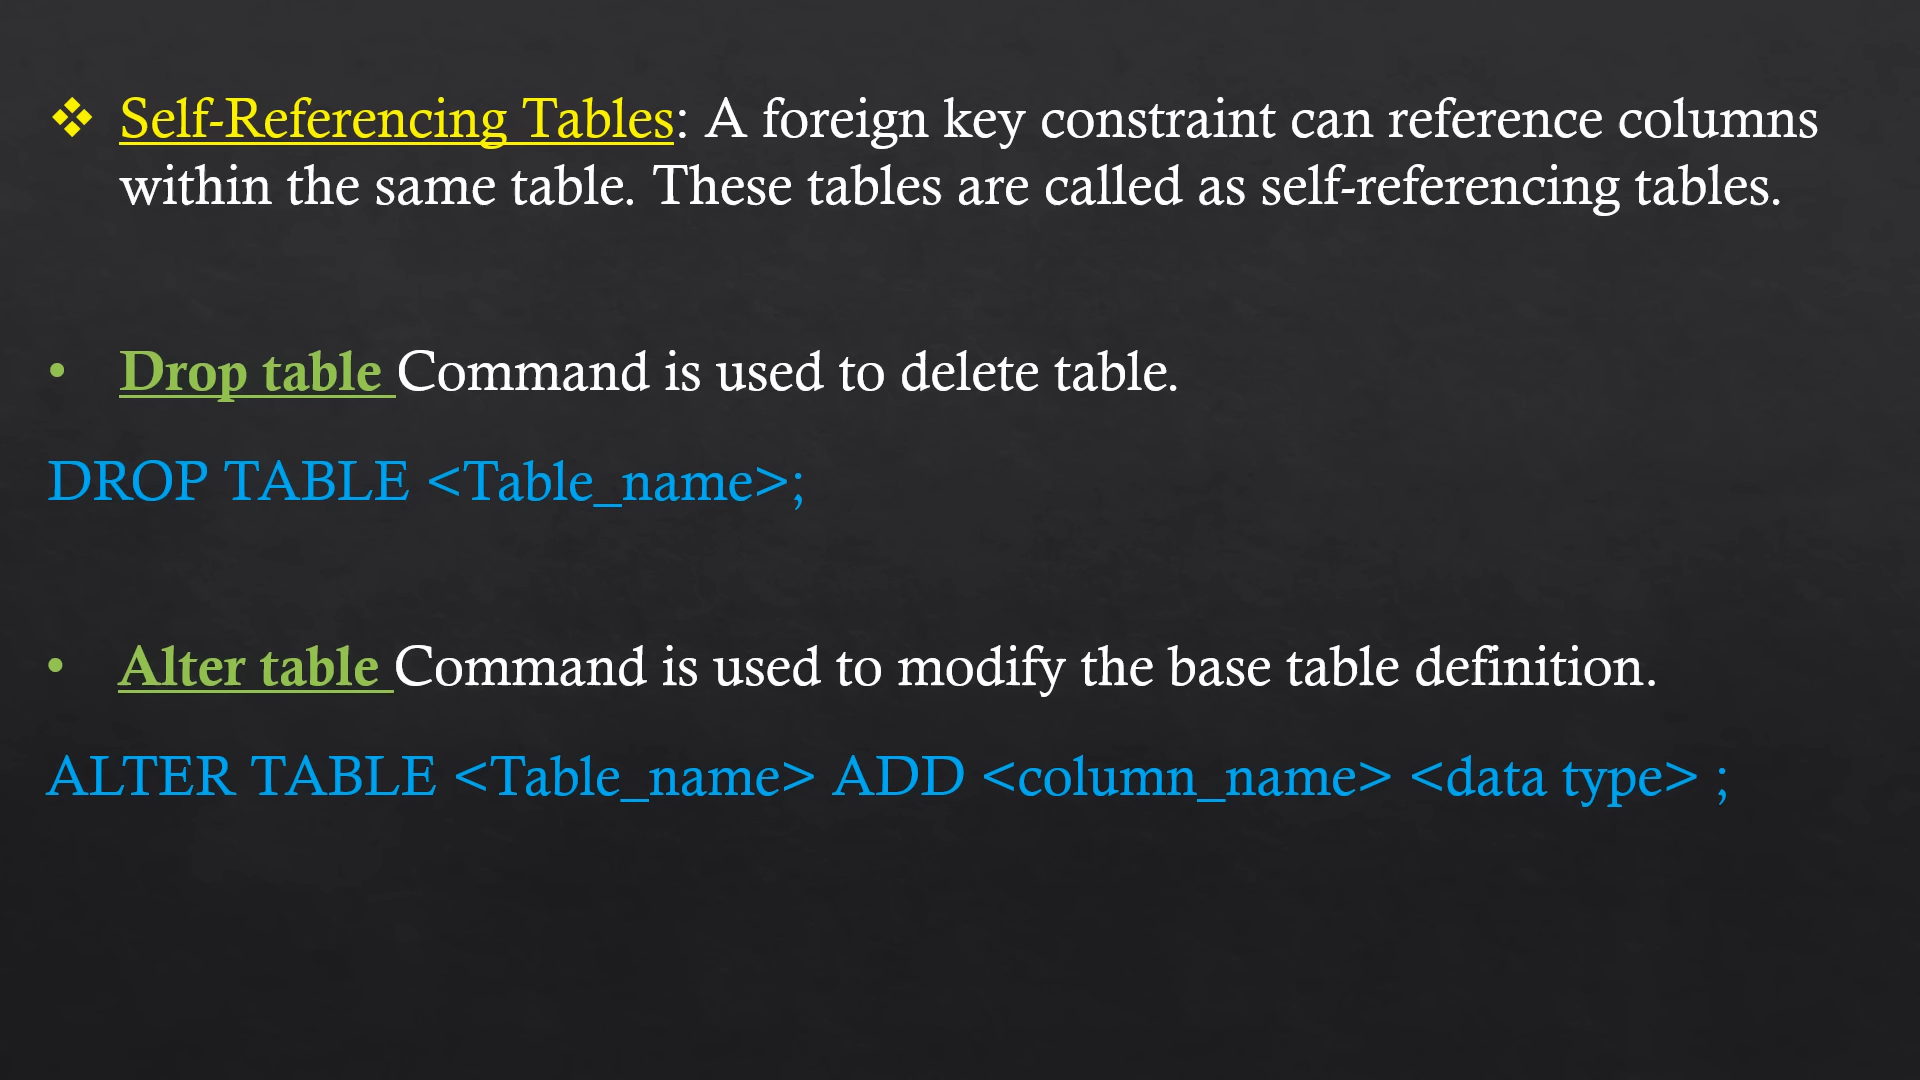 ❖ Self-Referencing Tables: A foreign key constraint can reference columns
within the same table. These tables are called as self-referencing tables.
• Drop table Command is used to delete table.
DROP TABLE <Table_name>;
• Alter table Command is used to modify the base table definition.
ALTER TABLE <Table_name> ADD <column_name> <data type> ;